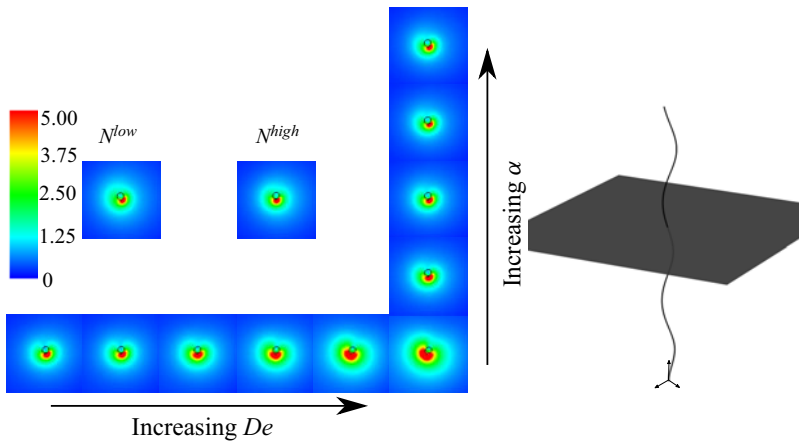 5.00
3.75
2.50
1.25
0
N^low
N^high
Increasing De
Increasing α